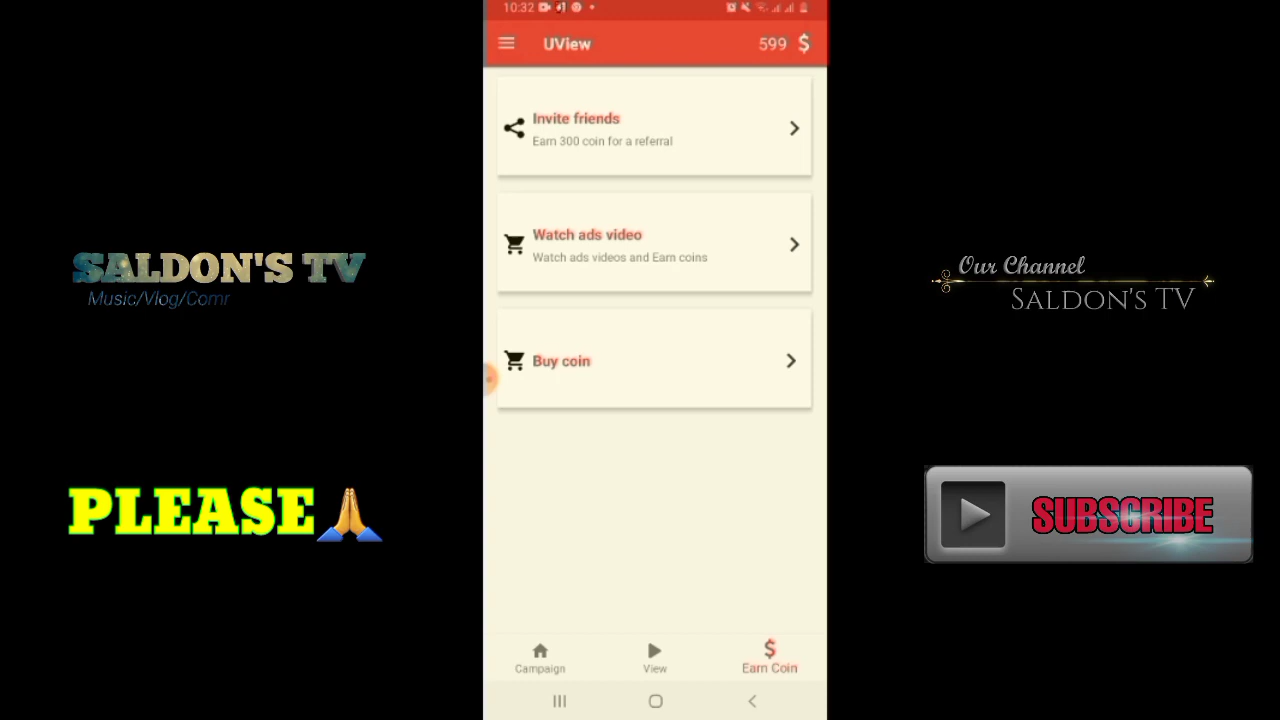 10:32
UView
599 $
Invite friends
Earn 300 coin for a referral
Watch ads video
Watch ads videos and Earn coins
Buy coin
Campaign
View
Earn Coin
SALDON'S TV
Music/Vlog/Comr
PLEASE🙏
Our Channel
SALDON'S TV
SUBSCRIBE